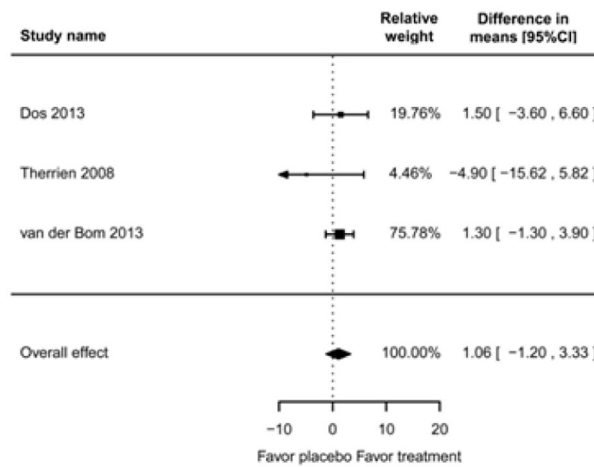 Study name Relative weight Difference in means [95%CI]
Dos 2013 19.76% 1.50 [ −3.60 , 6.60]
Therrien 2008 4.46% −4.90 [ −15.62 , 5.82]
van der Bom 2013 75.78% 1.30 [ −1.30 , 3.90]
Overall effect 100.00% 1.06 [ −1.20 , 3.33]
−10 0 10 20
Favor placebo Favor treatment